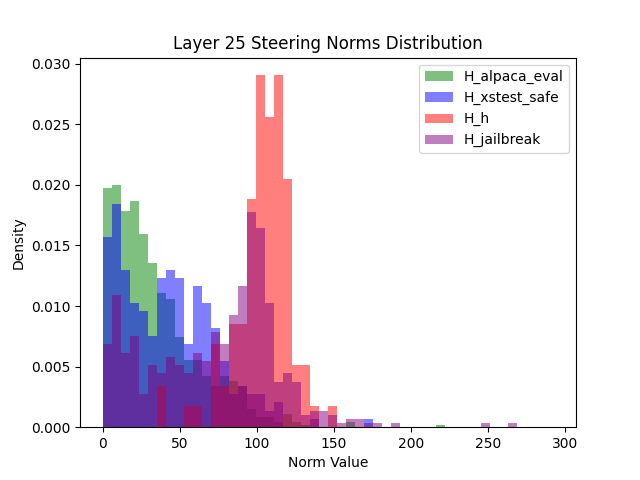 Layer 25 Steering Norms Distribution
0.030
0.025
0.020
0.015
0.010
0.005
0.000
Density
H_alpaca_eval
H_xstest_safe
H_h
H_jailbreak
0 50 100 150 200 250 300
Norm Value